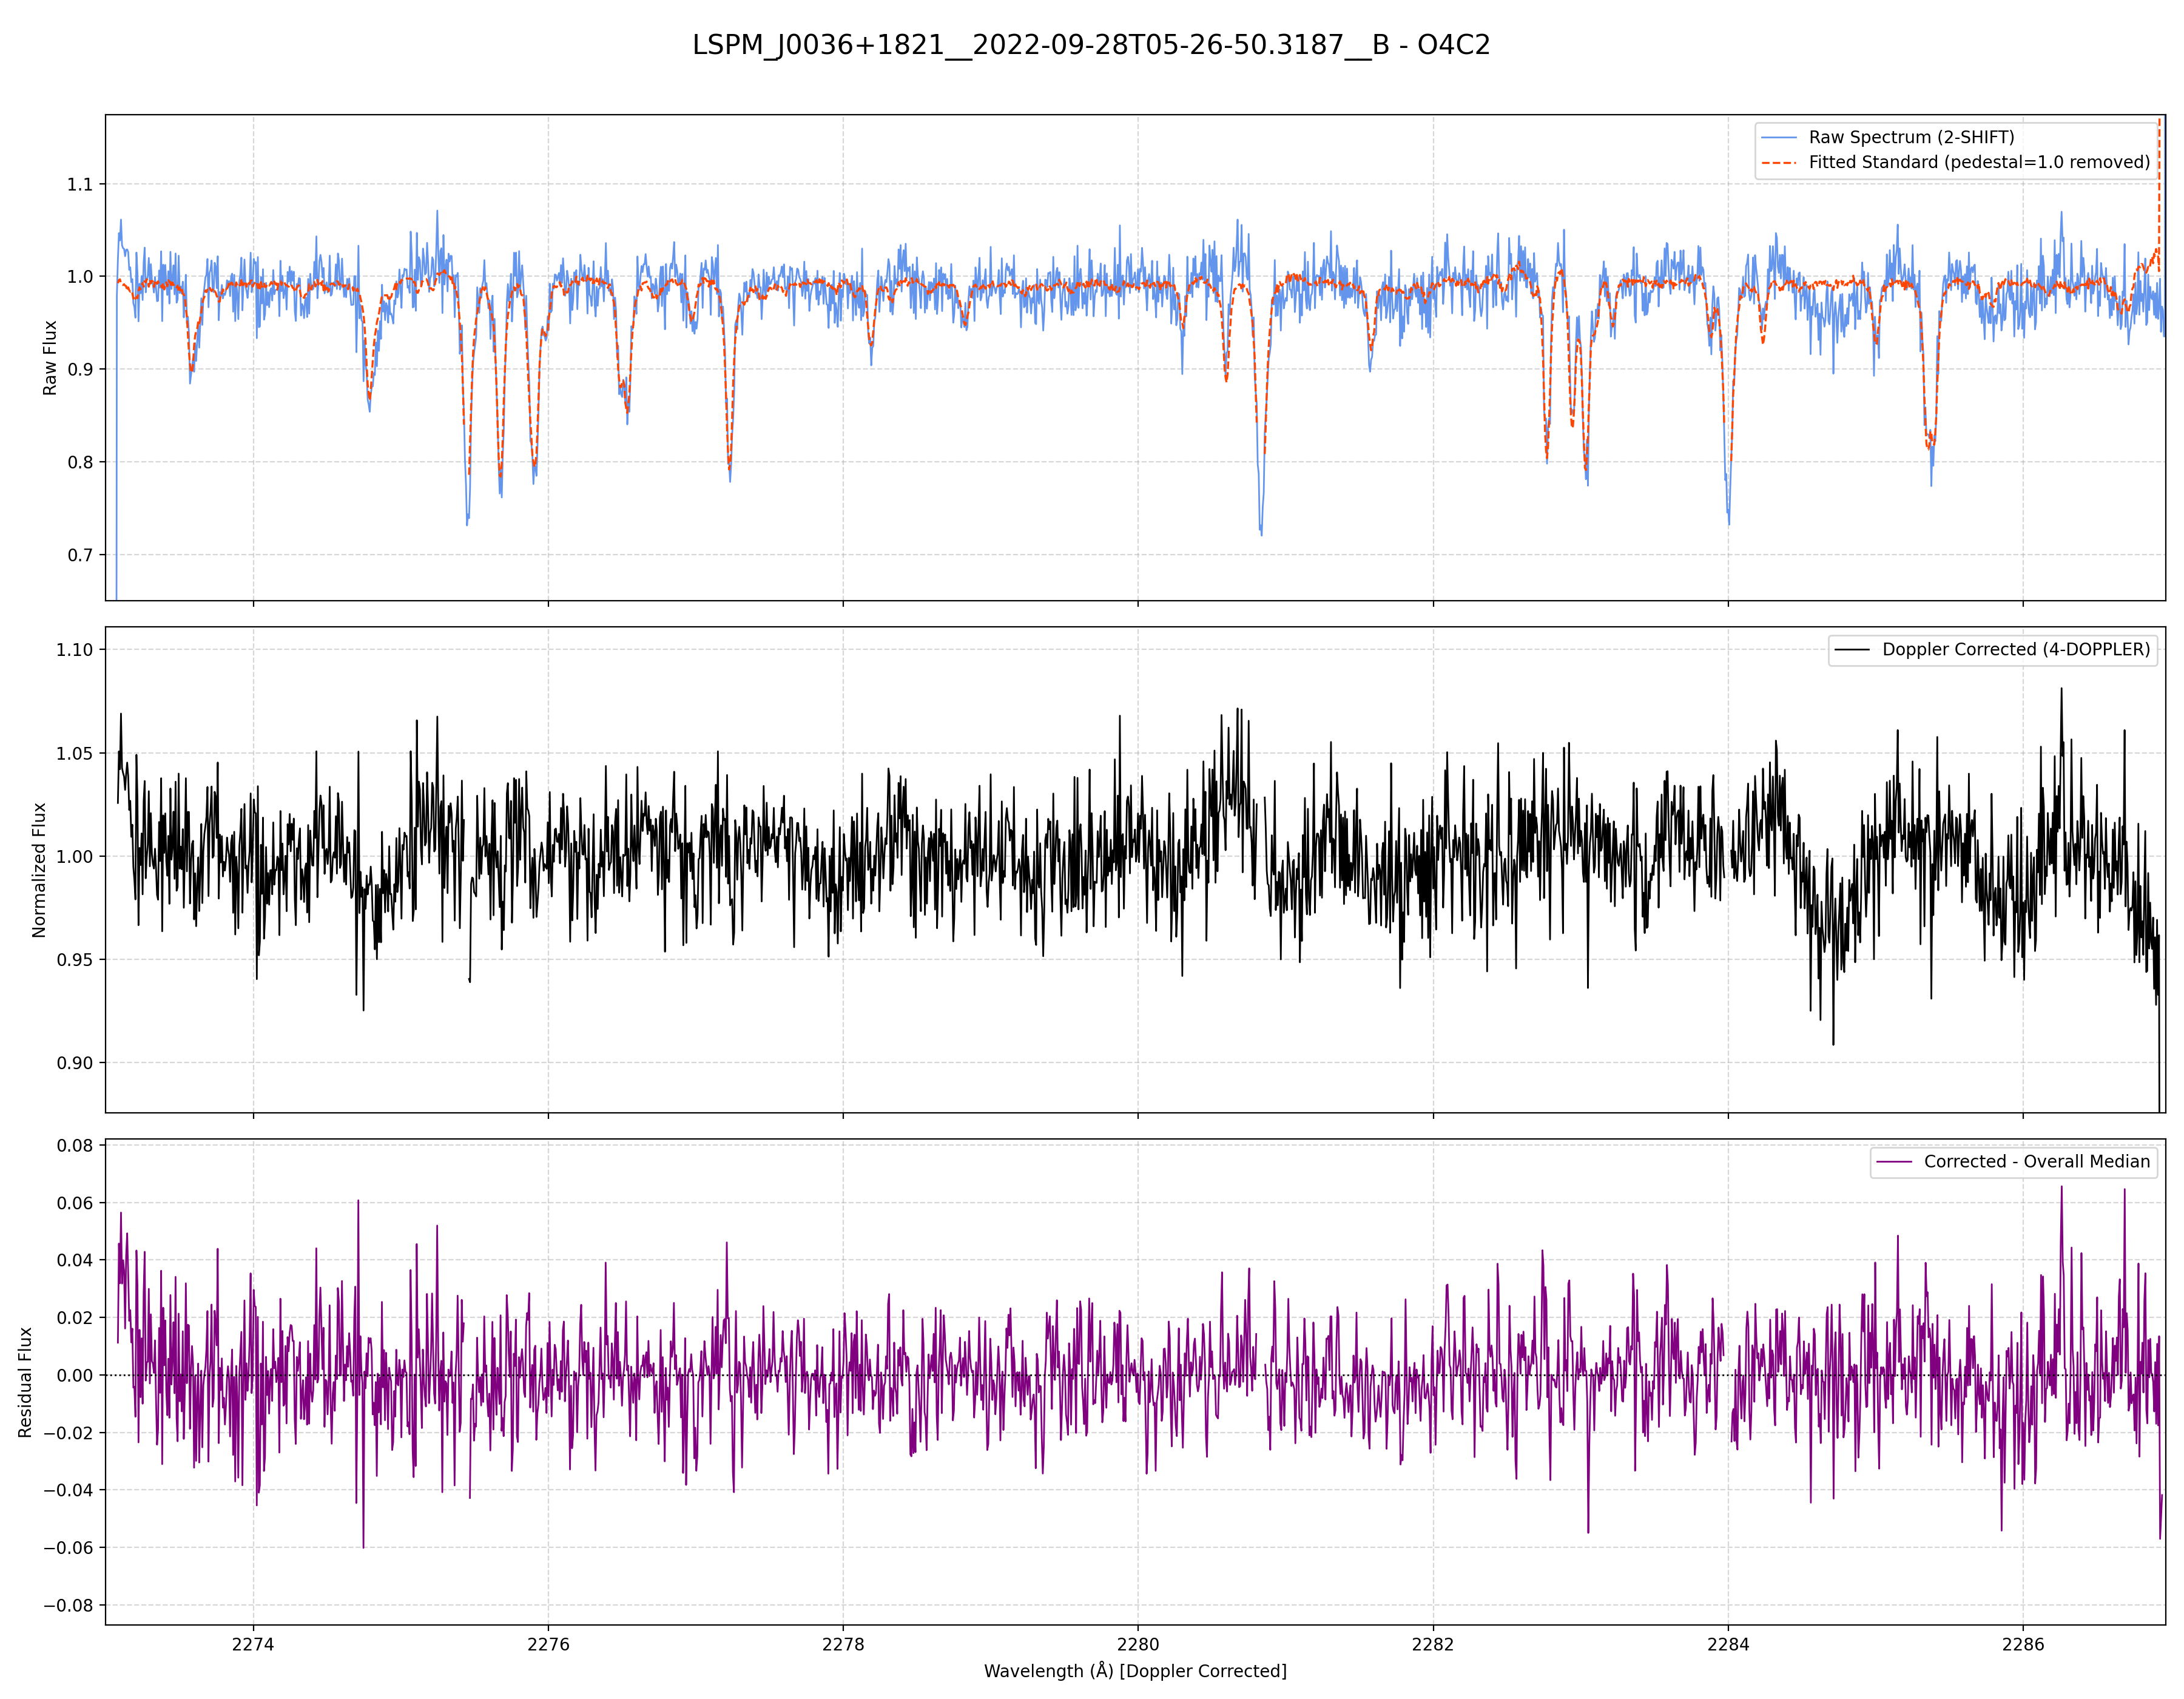 LSPM_J0036+1821__2022-09-28T05-26-50.3187__B - O4C2
Raw Spectrum (2-SHIFT)
Fitted Standard (pedestal=1.0 removed)
1.1
1.0
0.9
0.8
0.7
Raw Flux
Doppler Corrected (4-DOPPLER)
1.10
1.05
1.00
0.95
0.90
Normalized Flux
Corrected - Overall Median
0.08
0.06
0.04
0.02
0.00
−0.02
−0.04
−0.06
−0.08
Residual Flux
2274 2276 2278 2280 2282 2284 2286
Wavelength (Å) [Doppler Corrected]